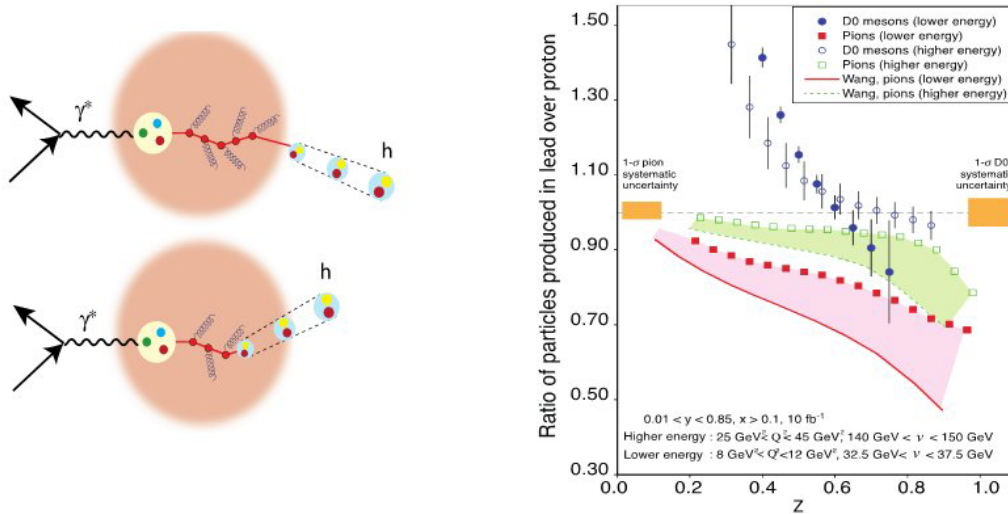 γ*
h
h
γ*
Ratio of particles produced in lead over proton
1.50
1.30
1.10
0.90
0.70
0.50
0.30
D0 mesons (lower energy)
Pions (lower energy)
D0 mesons (higher energy)
Pions (higher energy)
Wang, pions (lower energy)
Wang, pions (higher energy)
1-σ pion
systematic
uncertainty
1-σ D0
systematic
uncertainty
0.01 < y < 0.85, x > 0.1, 10 fb⁻¹
Higher energy : 25 GeV² < Q² < 45 GeV², 140 GeV < ν < 150 GeV
Lower energy : 8 GeV² < Q² < 12 GeV², 32.5 GeV < ν < 37.5 GeV
0.0 0.2 0.4 0.6 0.8 1.0
Z